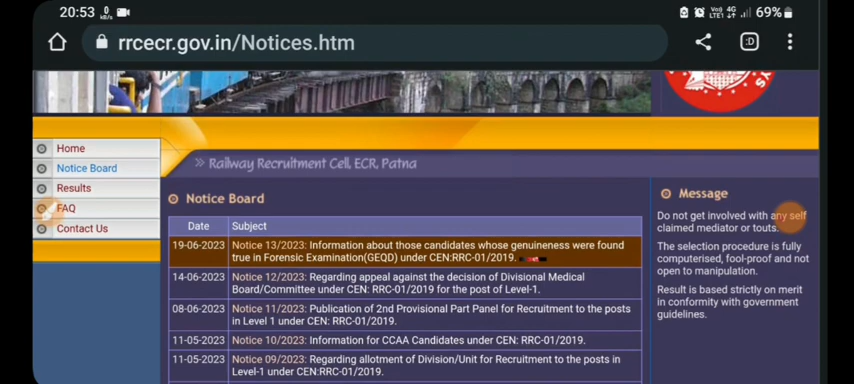 20:53 0 KB/s Vo) LTE1 4G 69%
rrcecr.gov.in/Notices.htm
:D
Home
Notice Board
Results
FAQ
Contact Us
» Railway Recruitment Cell, ECR, Patna
Notice Board
Date Subject
19-06-2023 Notice 13/2023: Information about those candidates whose genuineness were found
true in Forensic Examination(GEQD) under CEN:RRC-01/2019.
14-06-2023 Notice 12/2023: Regarding appeal against the decision of Divisional Medical
Board/Committee under CEN: RRC-01/2019 for the post of Level-1.
08-06-2023 Notice 11/2023: Publication of 2nd Provisional Part Panel for Recruitment to the posts
in Level 1 under CEN: RRC-01/2019.
11-05-2023 Notice 10/2023: Information for CCAA Candidates under CEN: RRC-01/2019.
11-05-2023 Notice 09/2023: Regarding allotment of Division/Unit for Recruitment to the posts in
Level-1 under CEN:RRC-01/2019.
Message
Do not get involved with any self
claimed mediator or touts.
The selection procedure is fully
computerised, fool-proof and not
open to manipulation.
Result is based strictly on merit
in conformity with government
guidelines.